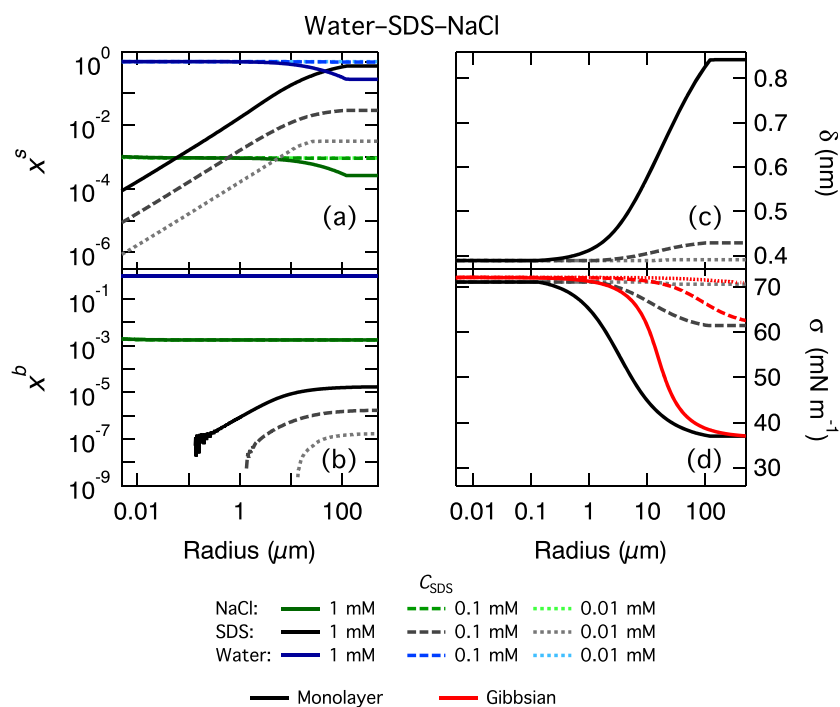 Water–SDS–NaCl
10⁰
10⁻²
10⁻⁴
10⁻⁶
xˢ
(a)
10⁻¹
10⁻³
10⁻⁵
10⁻⁷
10⁻⁹
xᵇ
(b)
0.01 1 100
Radius (μm)
0.8
0.7
0.6
0.5
0.4
δ (nm)
(c)
70
60
50
40
30
σ (mN m⁻¹)
(d)
0.01 0.1 1 10 100
Radius (μm)
C_SDS
NaCl: 1 mM 0.1 mM 0.01 mM
SDS: 1 mM 0.1 mM 0.01 mM
Water: 1 mM 0.1 mM 0.01 mM
Monolayer Gibbsian